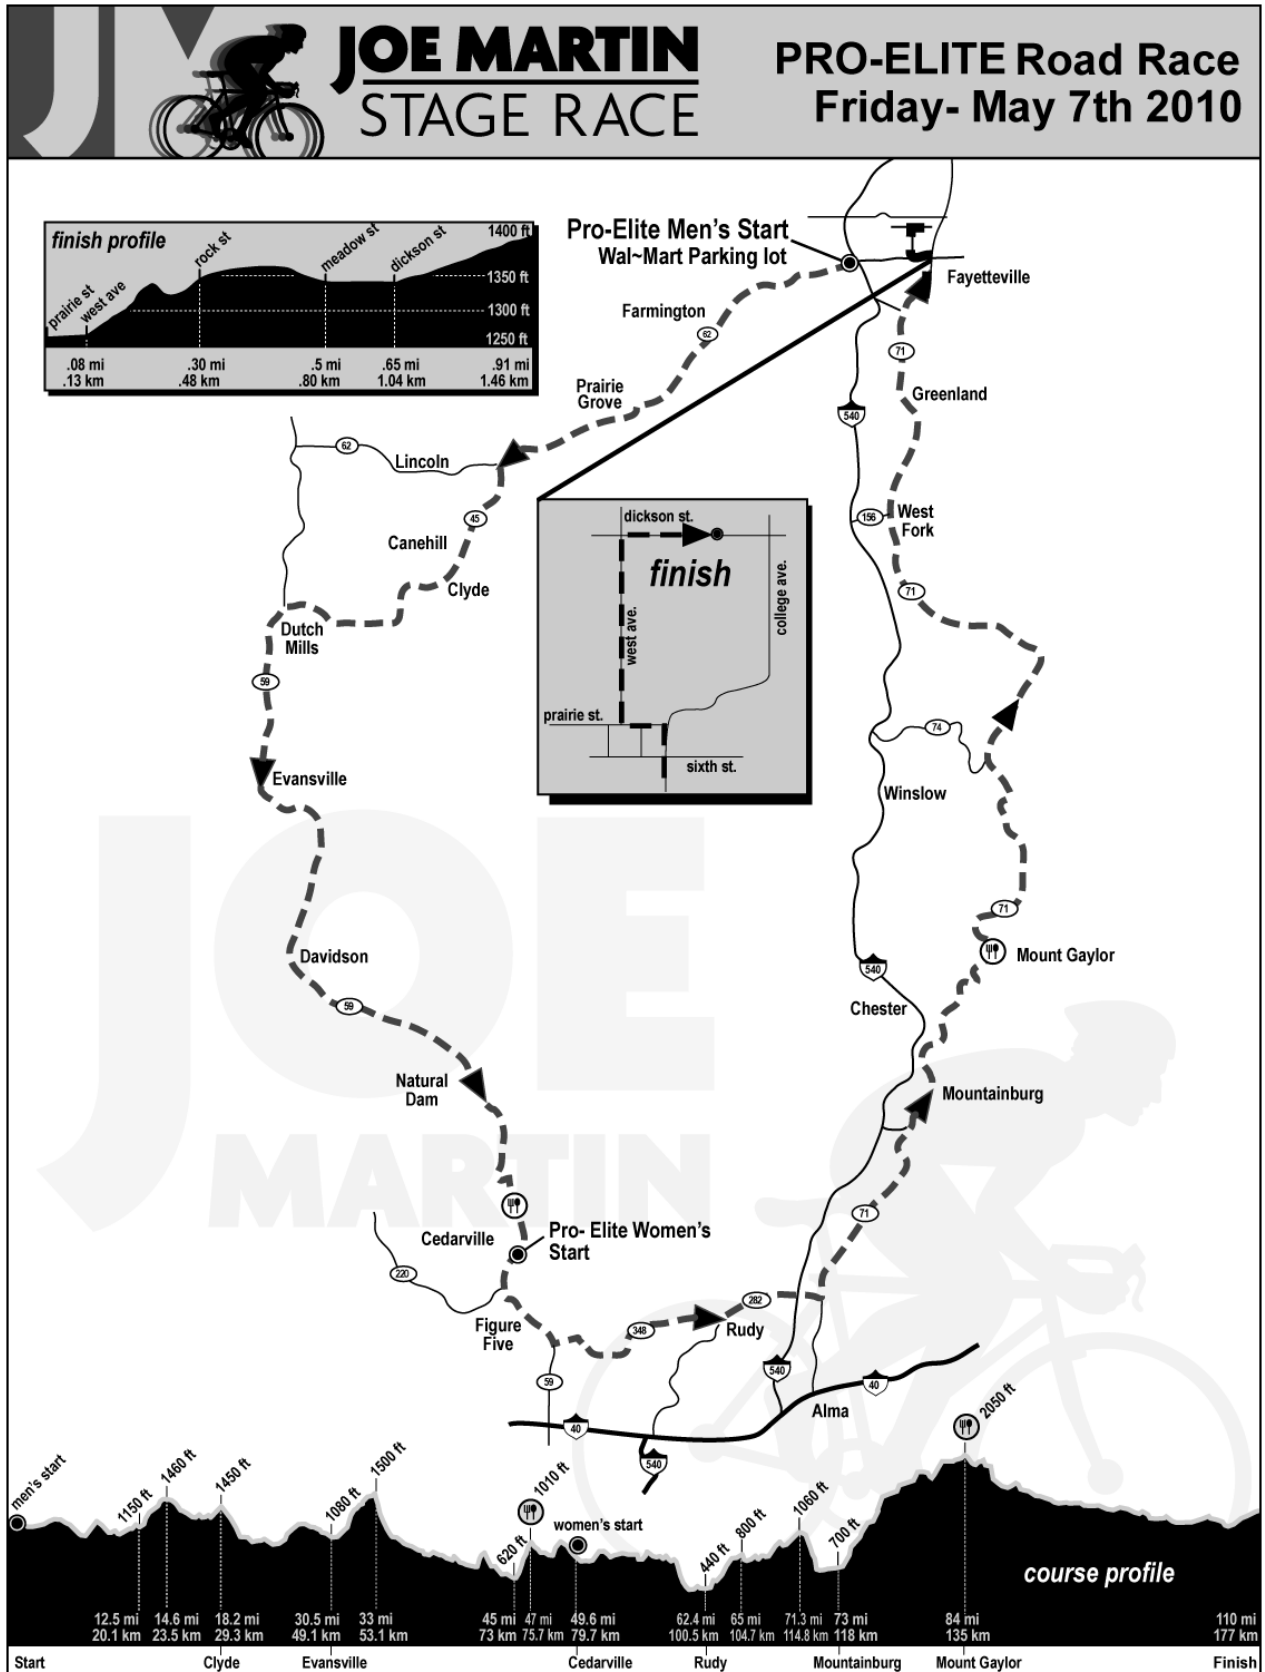 JOE MARTIN
STAGE RACE
PRO-ELITE Road Race
Friday- May 7th 2010
finish profile
prairie st
west ave
rock st
meadow st
dickson st
1400 ft
1350 ft
1300 ft
1250 ft
.08 mi
.13 km
.30 mi
.48 km
.5 mi
.80 km
.65 mi
1.04 km
.91 mi
1.46 km
Pro-Elite Men's Start
Wal~Mart Parking lot
Fayetteville
Farmington
62
71
Prairie
Grove
Greenland
540
62
Lincoln
45
156
West
Fork
Canehill
Clyde
71
dickson st.
finish
west ave.
college ave.
prairie st.
sixth st.
Dutch
Mills
59
74
Evansville
Winslow
71
Davidson
Mount Gaylor
540
59
Chester
Natural
Dam
Mountainburg
JOE
MARTIN
71
Cedarville
Pro- Elite Women's
Start
220
282
Figure
Five
348
Rudy
540
59
40
Alma
40
540
men's start
1150 ft
1460 ft
1450 ft
1080 ft
1500 ft
620 ft
1010 ft
women's start
440 ft
800 ft
1060 ft
700 ft
2050 ft
course profile
12.5 mi
20.1 km
14.6 mi
23.5 km
18.2 mi
29.3 km
30.5 mi
49.1 km
33 mi
53.1 km
45 mi
73 km
47 mi
75.7 km
49.6 mi
79.7 km
62.4 mi
100.5 km
65 mi
104.7 km
71.3 mi
114.8 km
73 mi
118 km
84 mi
135 km
110 mi
177 km
Start
Clyde
Evansville
Cedarville
Rudy
Mountainburg
Mount Gaylor
Finish